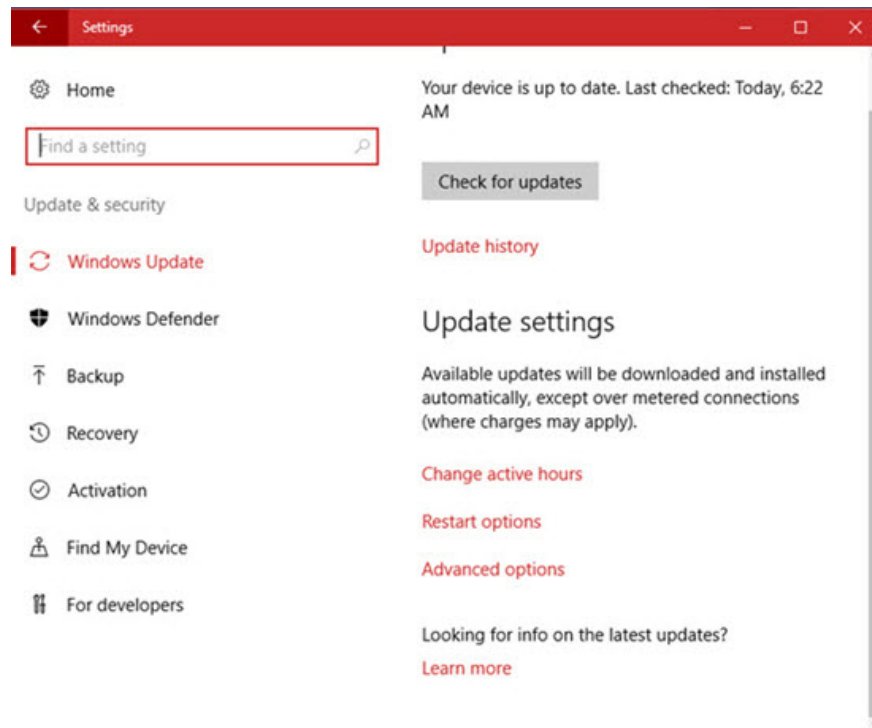 Settings
Home
Find a setting
Update & security
Windows Update
Windows Defender
Backup
Recovery
Activation
Find My Device
For developers
Your device is up to date. Last checked: Today, 6:22
AM
Check for updates
Update history
Update settings
Available updates will be downloaded and installed
automatically, except over metered connections
(where charges may apply).
Change active hours
Restart options
Advanced options
Looking for info on the latest updates?
Learn more